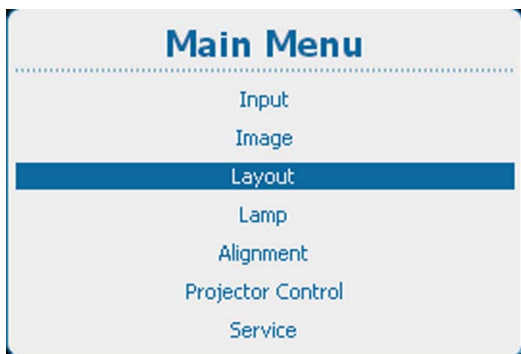 Main Menu
Input
Image
Layout
Lamp
Alignment
Projector Control
Service